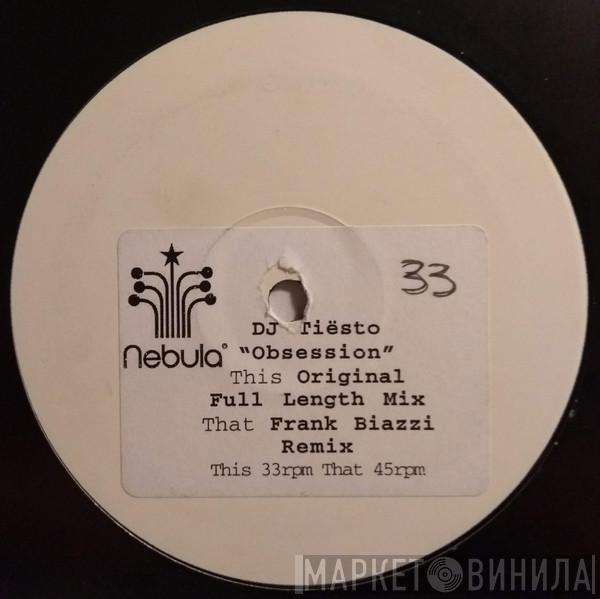 33
nebula®
DJ Tiësto
“Obsession”
This Original
Full Length Mix
That Frank Biazzi
Remix
This 33rpm That 45rpm
МАРКЕТ ВИНИЛА